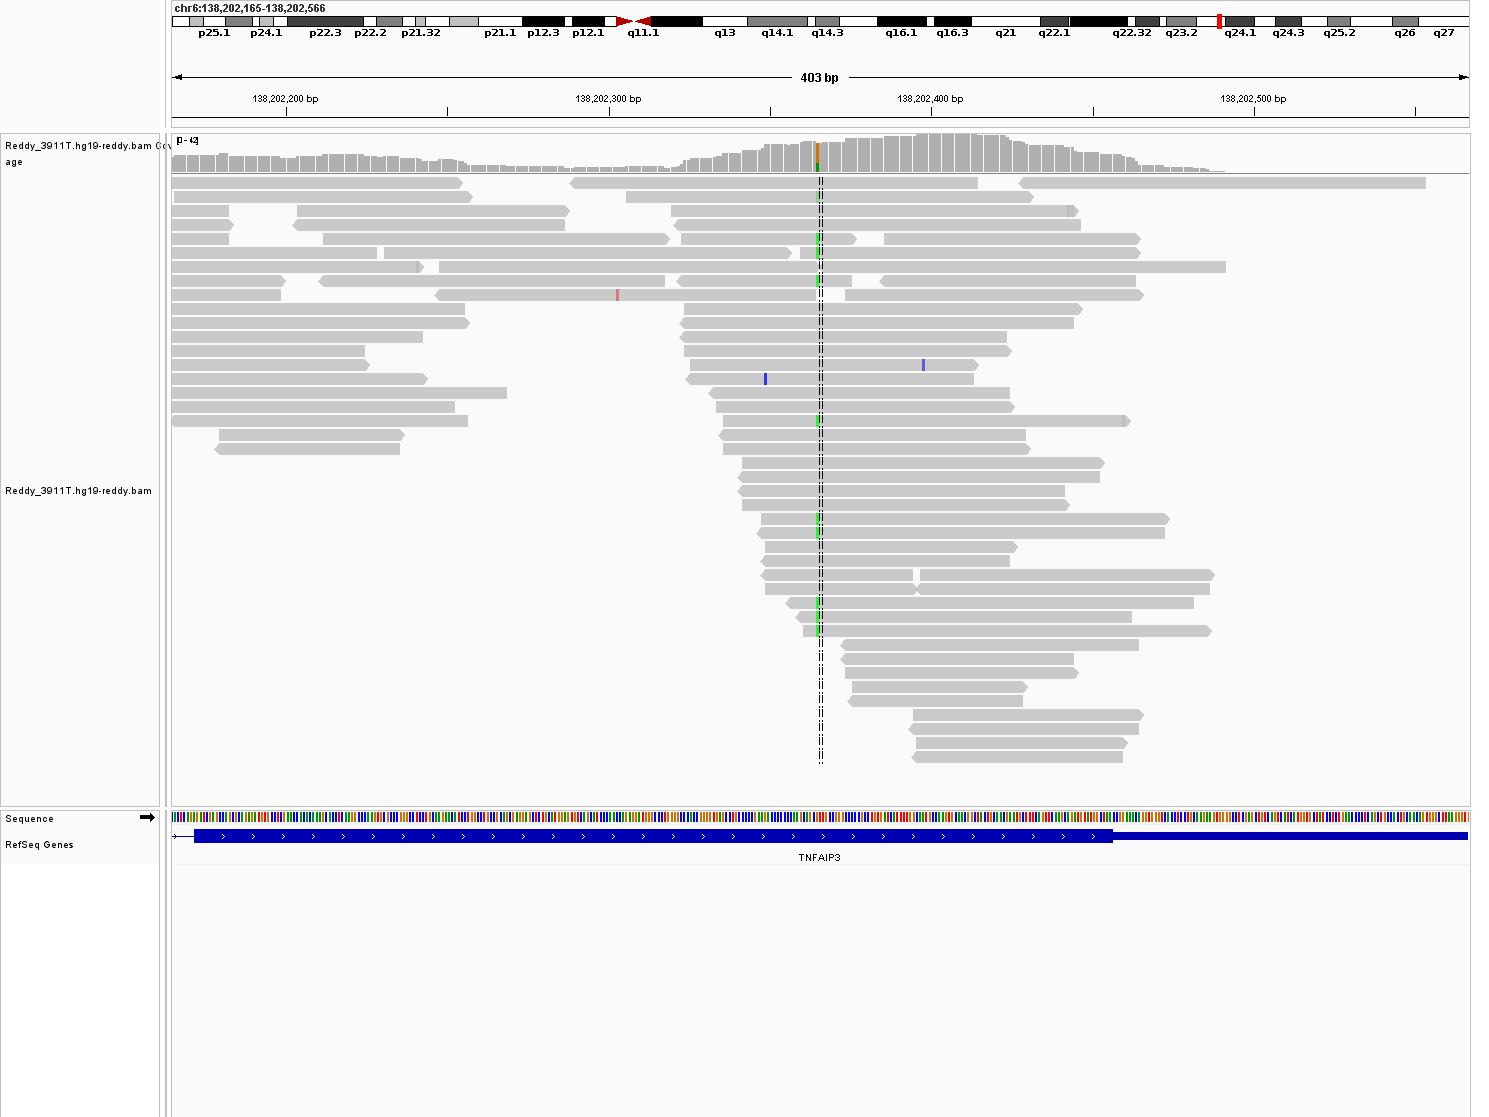 chr6:138,202,165-138,202,566
p25.1 p24.1 p22.3 p22.2 p21.32 p21.1 p12.3 p12.1 q11.1 q13 q14.1 q14.3 q16.1 q16.3 q21 q22.1 q22.32 q23.2 q24.1 q24.3 q25.2 q26 q27
403 bp
138,202,200 bp 138,202,300 bp 138,202,400 bp 138,202,500 bp
Reddy_3911T.hg19-reddy.bam Cov
age
[0 - 42]
Reddy_3911T.hg19-reddy.bam
Sequence
RefSeq Genes
TNFAIP3